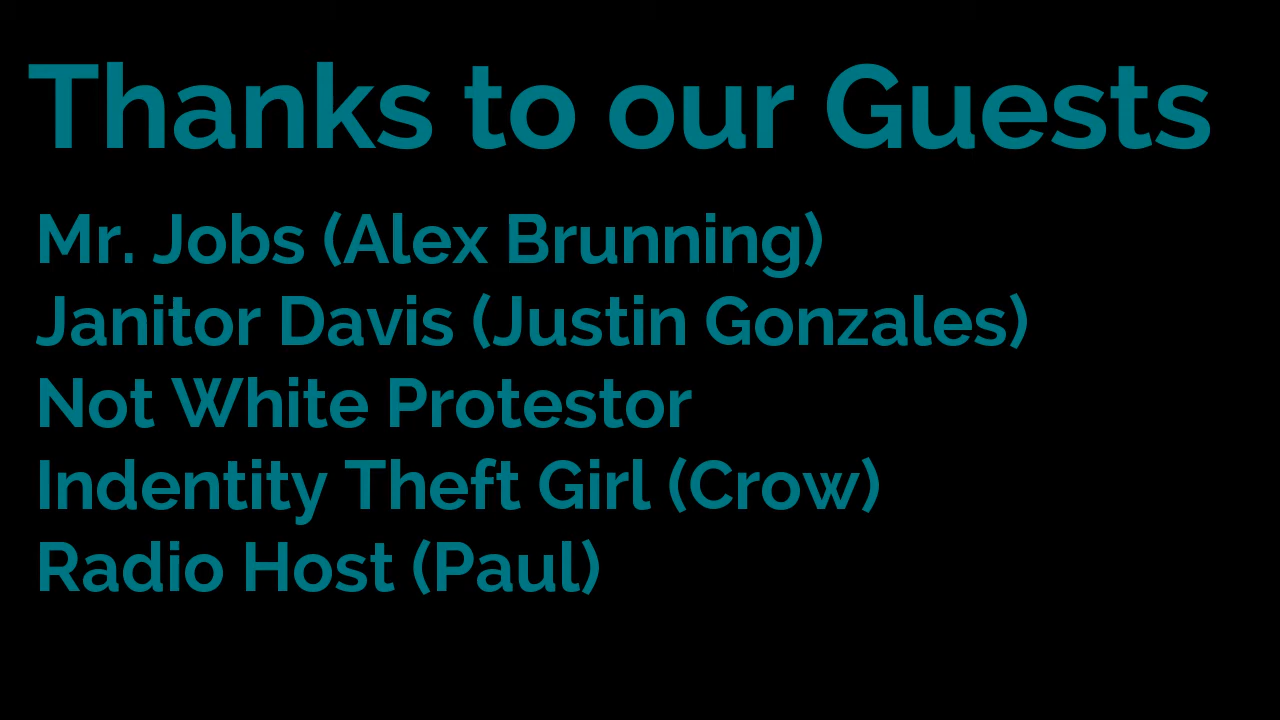 Thanks to our Guests
Mr. Jobs (Alex Brunning)
Janitor Davis (Justin Gonzales)
Not White Protestor
Indentity Theft Girl (Crow)
Radio Host (Paul)